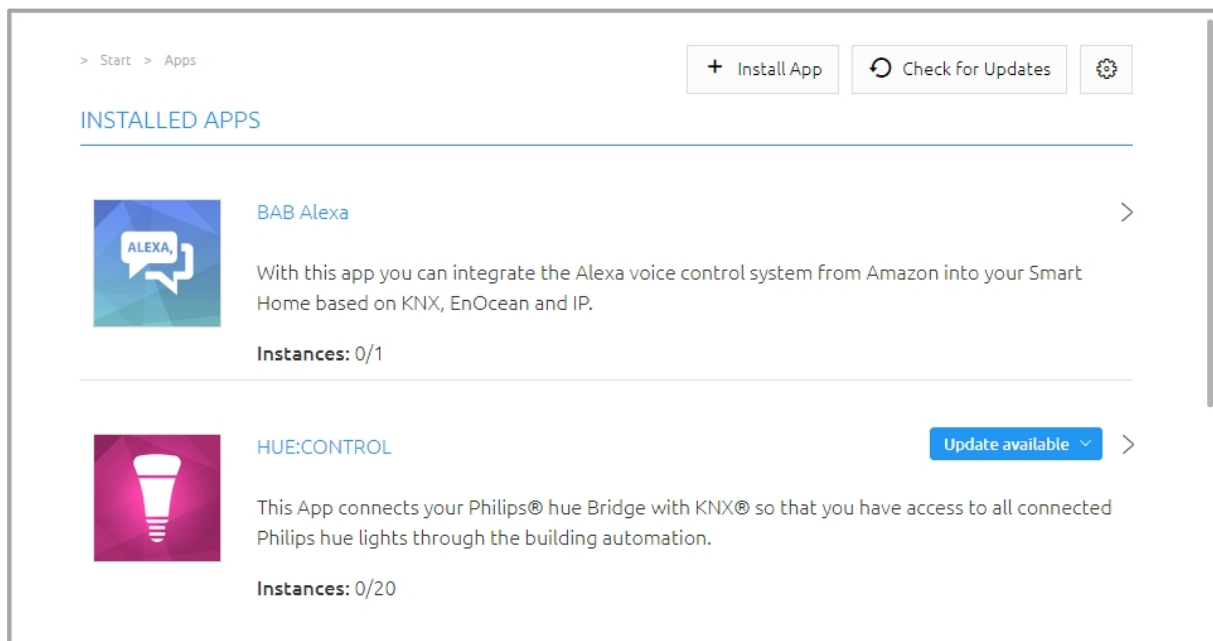 > Start > Apps
+ Install App
Check for Updates
INSTALLED APPS
ALEXA,
BAB Alexa
With this app you can integrate the Alexa voice control system from Amazon into your Smart
Home based on KNX, EnOcean and IP.
Instances: 0/1
HUE:CONTROL
Update available
This App connects your Philips® hue Bridge with KNX® so that you have access to all connected
Philips hue lights through the building automation.
Instances: 0/20